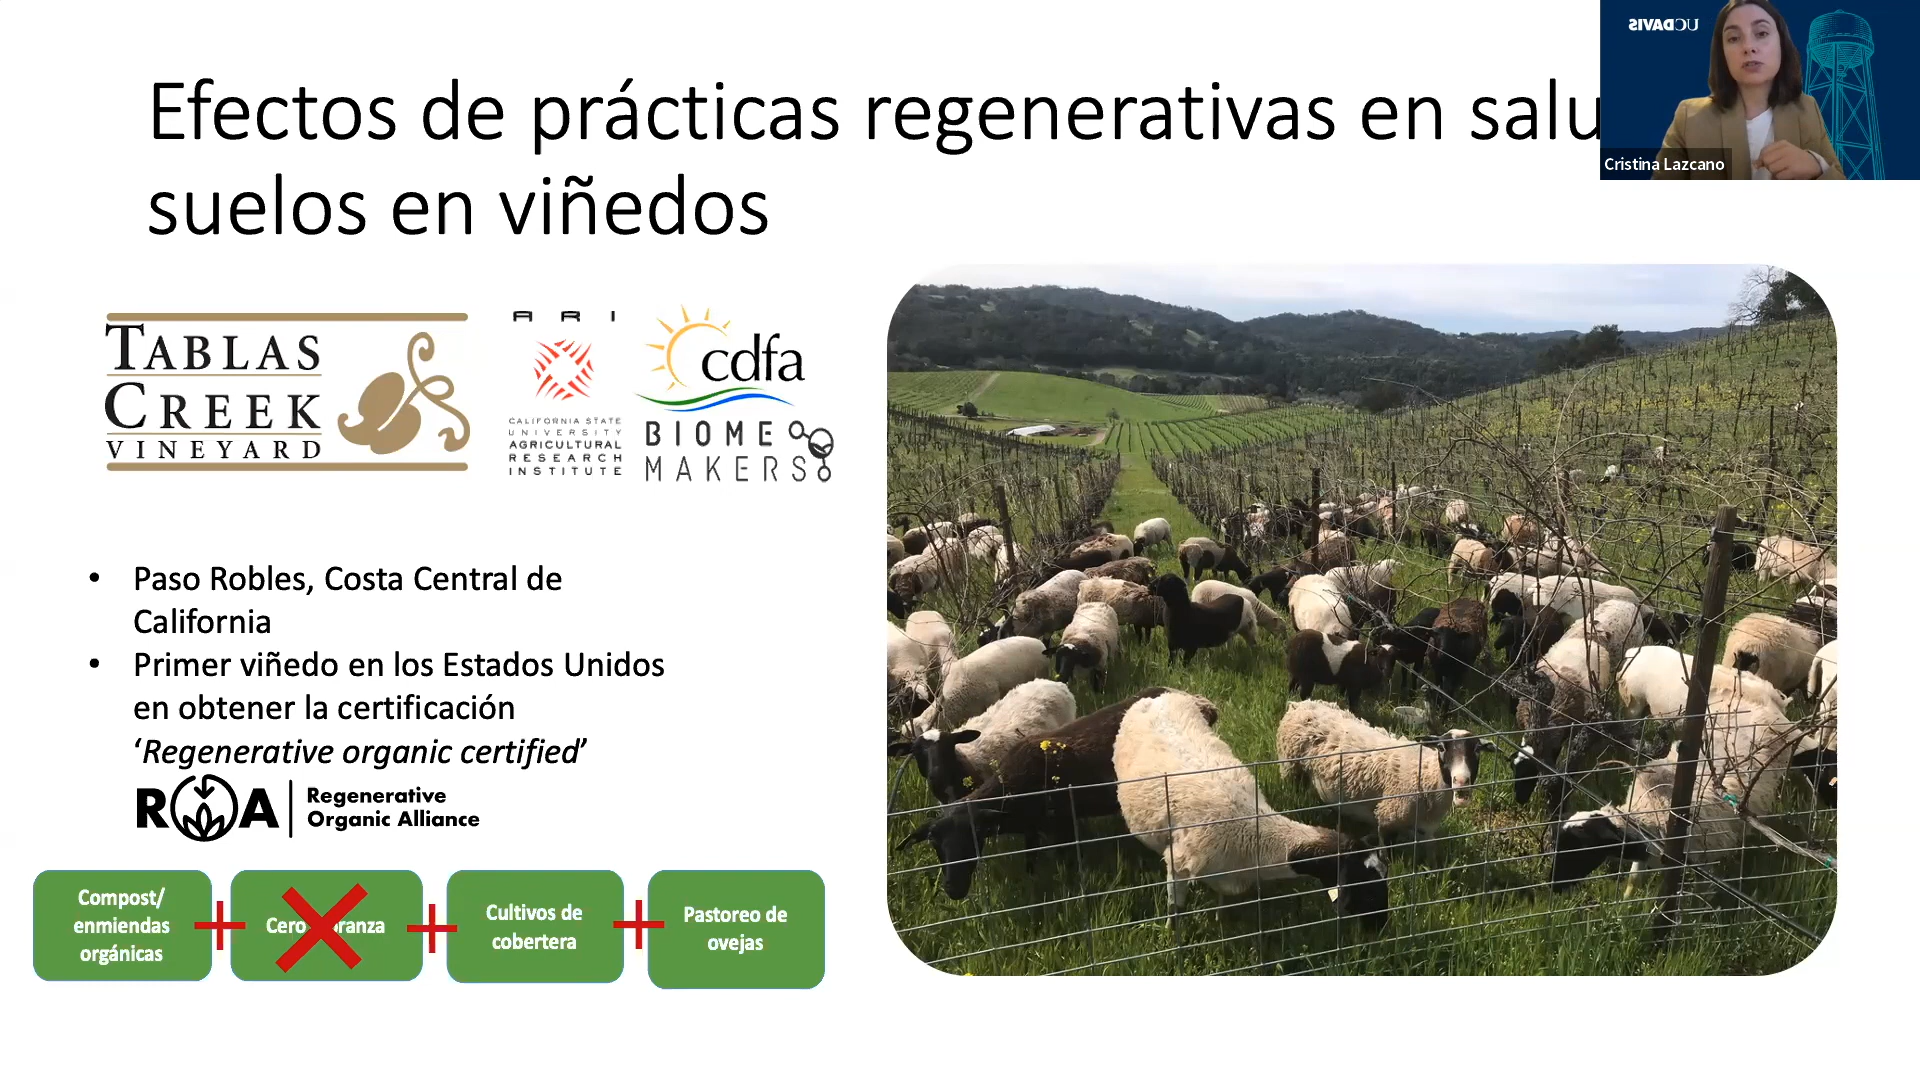 Efectos de prácticas regenerativas en salu
suelos en viñedos
UC DAVIS
Cristina Lazcano
TABLAS
CREEK
VINEYARD
ARI
CALIFORNIA STATE
UNIVERSITY
AGRICULTURAL
RESEARCH
INSTITUTE
cdfa
BIOME
MAKERS
• Paso Robles, Costa Central de
California
• Primer viñedo en los Estados Unidos
en obtener la certificación
‘Regenerative organic certified’
ROA
Regenerative
Organic Alliance
Compost/
enmiendas
orgánicas
+
Cero
ranza
+
Cultivos de
cobertera
+
Pastoreo de
ovejas